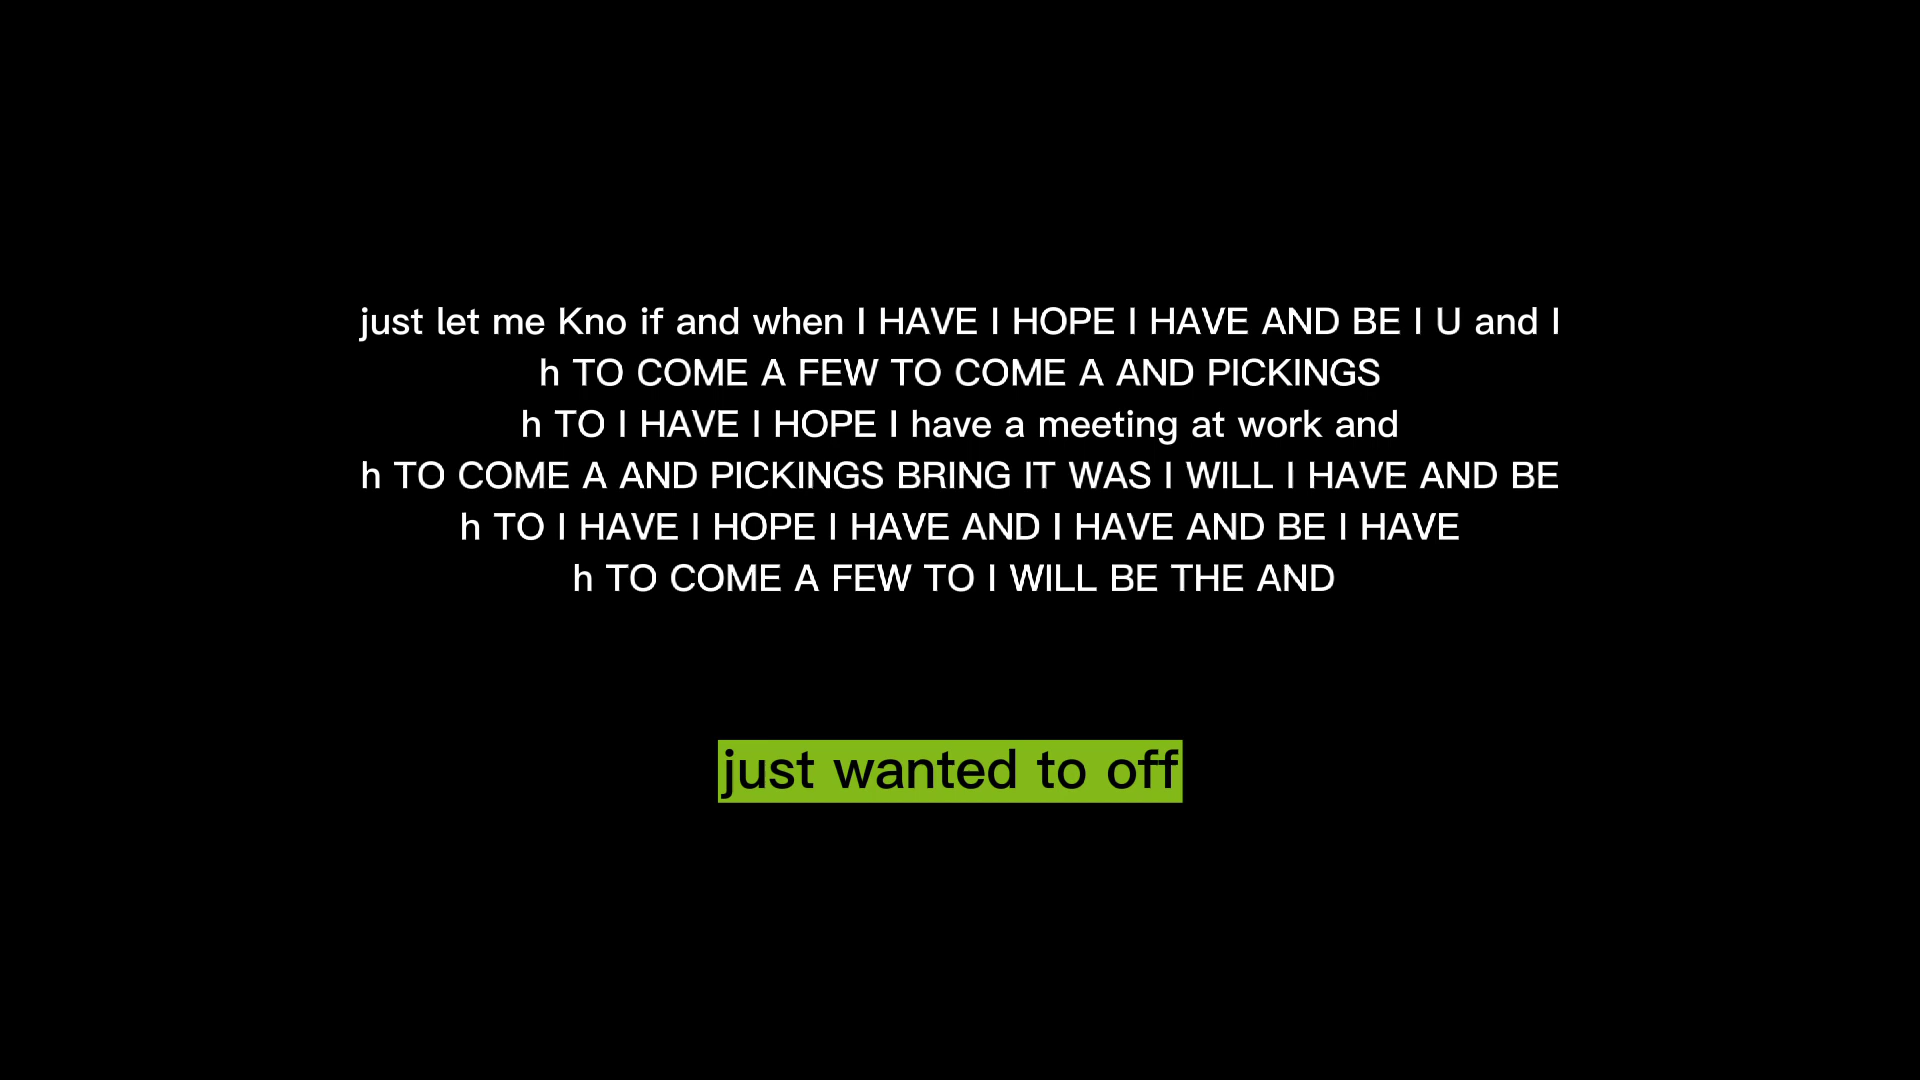 just let me Kno if and when I HAVE I HOPE I HAVE AND BE I U and I
h TO COME A FEW TO COME A AND PICKINGS
h TO I HAVE I HOPE I have a meeting at work and
h TO COME A AND PICKINGS BRING IT WAS I WILL I HAVE AND BE
h TO I HAVE I HOPE I HAVE AND I HAVE AND BE I HAVE
h TO COME A FEW TO I WILL BE THE AND
just wanted to off